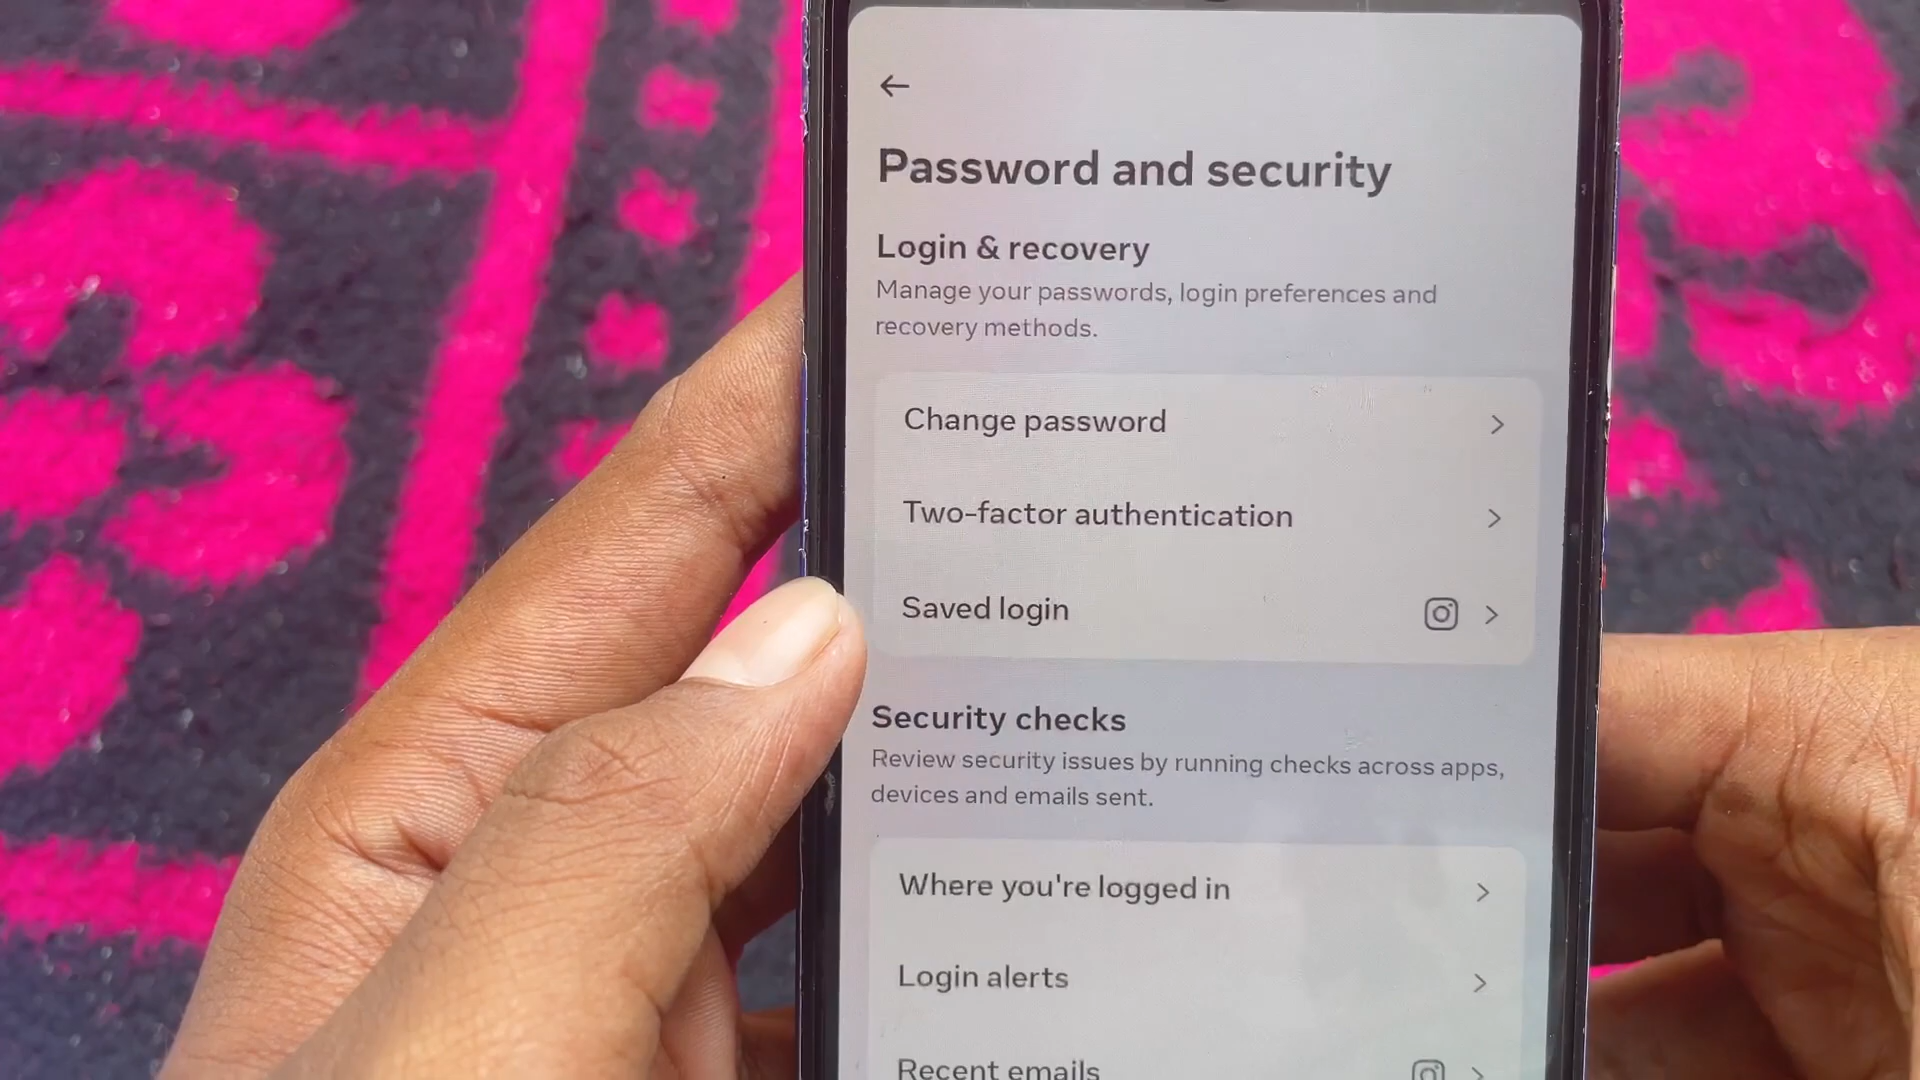 Password and security
Login & recovery
Manage your passwords, login preferences and
recovery methods.
Change password
Two-factor authentication
Saved login
Security checks
Review security issues by running checks across apps,
devices and emails sent.
Where you're logged in
Login alerts
Recent emails